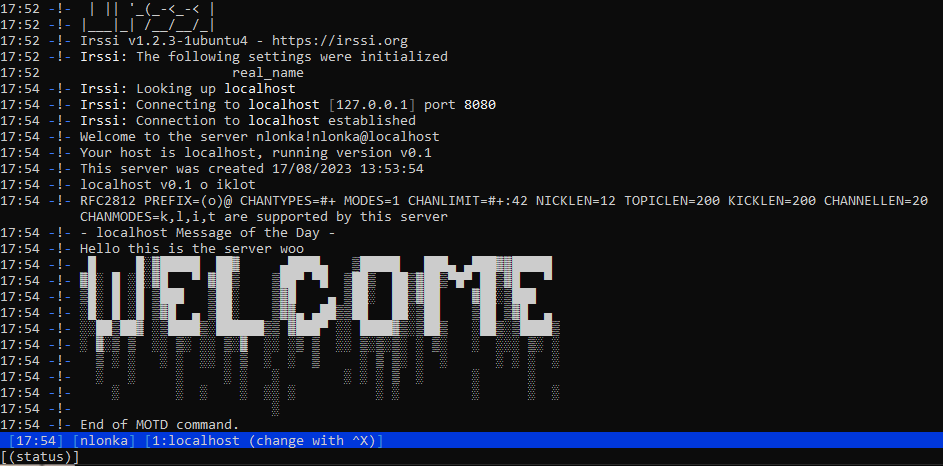 17:52 -!-  | || '_(_-<_-< |
17:52 -!- |___|_| /__/__/_|
17:52 -!- Irssi v1.2.3-1ubuntu4 - https://irssi.org
17:52 -!- Irssi: The following settings were initialized
17:52                        real_name
17:54 -!- Irssi: Looking up localhost
17:54 -!- Irssi: Connecting to localhost [127.0.0.1] port 8080
17:54 -!- Irssi: Connection to localhost established
17:54 -!- Welcome to the server nlonka!nlonka@localhost
17:54 -!- Your host is localhost, running version v0.1
17:54 -!- This server was created 17/08/2023 13:53:54
17:54 -!- localhost v0.1 o iklot
17:54 -!- RFC2812 PREFIX=(o)@ CHANTYPES=#+ MODES=1 CHANLIMIT=#+:42 NICKLEN=12 TOPICLEN=200 KICKLEN=200 CHANNELLEN=20
CHANMODES=k,l,i,t are supported by this server
17:54 -!- - localhost Message of the Day -
17:54 -!- Hello this is the server woo
17:54 -!-
17:54 -!-
17:54 -!- WELCOME
17:54 -!-
17:54 -!-
17:54 -!-
17:54 -!-
17:54 -!-
17:54 -!-
17:54 -!-
17:54 -!- End of MOTD command.
[17:54] [nlonka] [1:localhost (change with ^X)]
[(status)]